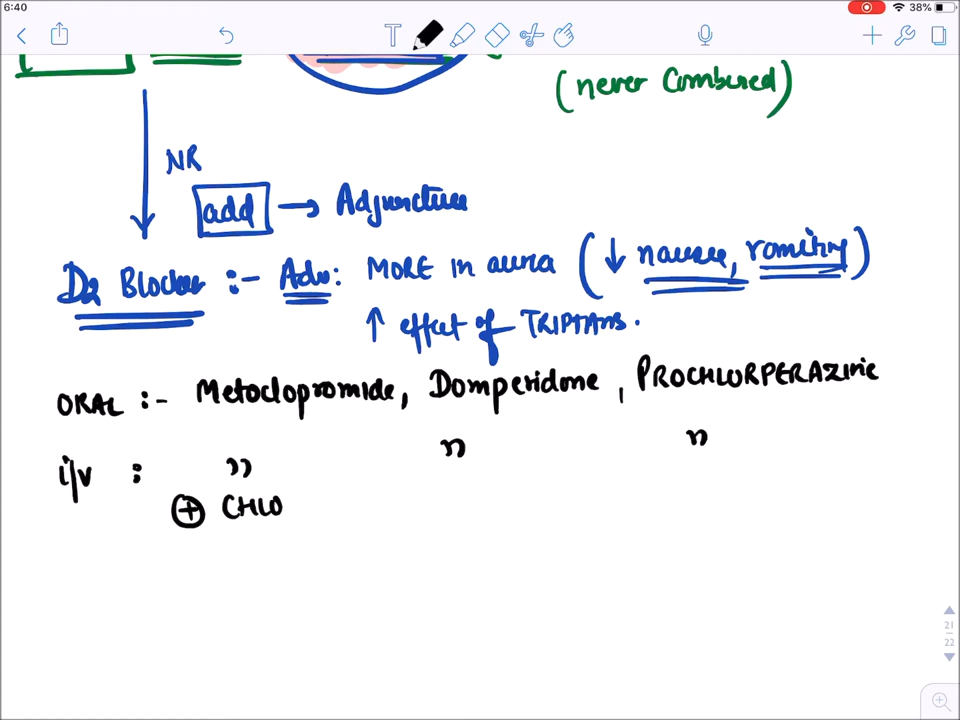 6:40
38%
T
(never Combined)
NR
add → Adjunctive
D2 Blocker :- Adv: MORE in aura (↓ nausea, vomiting)
↑ effect of TRIPTANS.
ORAL :- Metoclopromide, Domperidone, PROCHLORPERAZINE
i/v : " " "
⊕ CHLO
21
22